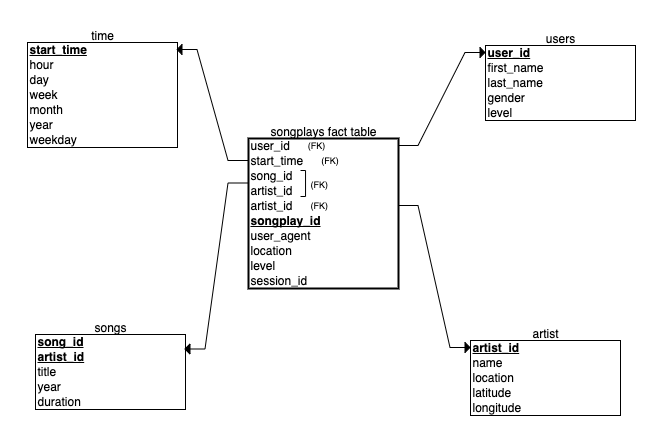 time
start_time
hour
day
week
month
year
weekday
users
user_id
first_name
last_name
gender
level
songplays fact table
user_id (FK)
start_time (FK)
song_id
artist_id
(FK)
artist_id (FK)
songplay_id
user_agent
location
level
session_id
songs
song_id
artist_id
title
year
duration
artist
artist_id
name
location
latitude
longitude